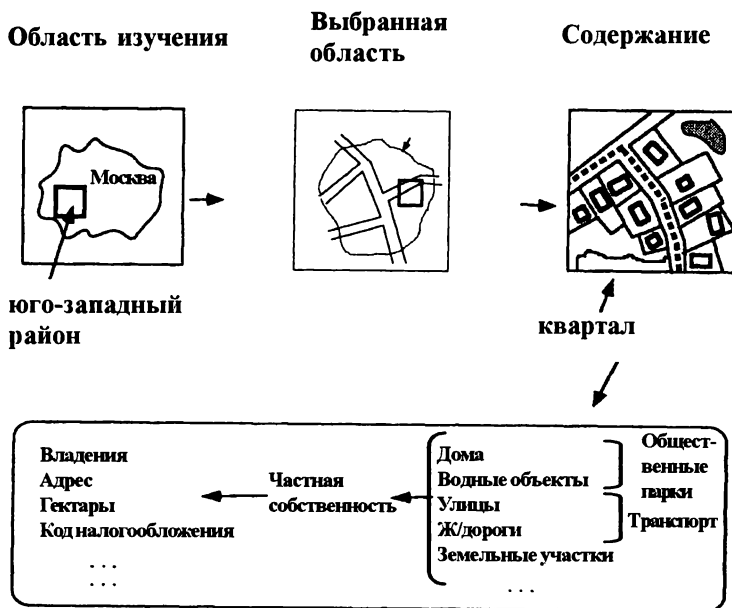 Область изучения
Выбранная
область
Содержание
Москва
юго-западный
район
квартал
Владения
Адрес
Гектары
Код налогообложения
. . .
. . .
Частная
собственность
Дома
Водные объекты
Улицы
Ж/дороги
Земельные участки
. . .
Общест-
венные
парки
Транспорт